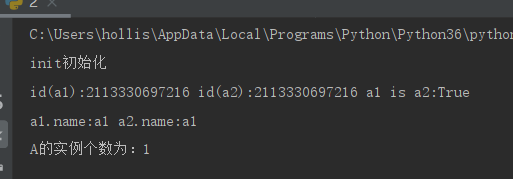 2
C:\Users\hollis\AppData\Local\Programs\Python\Python36\python
init初始化
id(a1):2113330697216 id(a2):2113330697216 a1 is a2:True
a1.name:a1 a2.name:a1
A的实例个数为：1